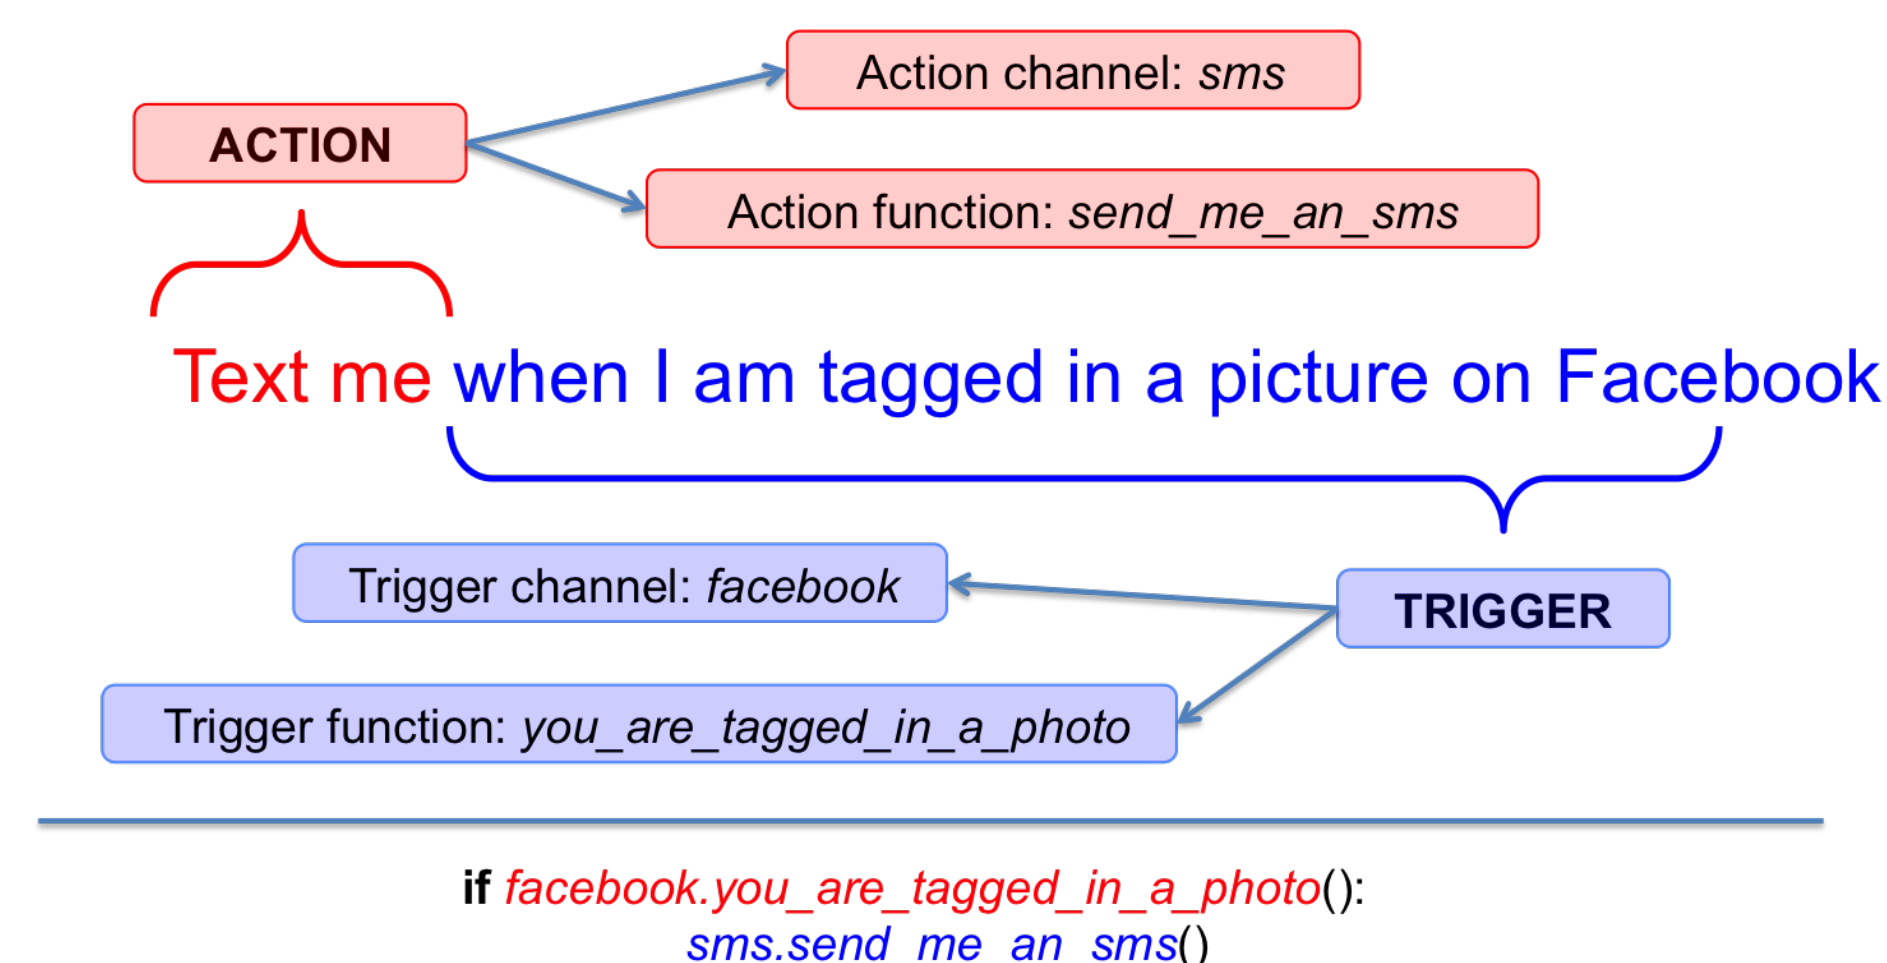 Action channel: sms
ACTION
Action function: send_me_an_sms
Text me when I am tagged in a picture on Facebook
Trigger channel: facebook
TRIGGER
Trigger function: you_are_tagged_in_a_photo
if facebook.you_are_tagged_in_a_photo():
sms.send_me_an_sms()